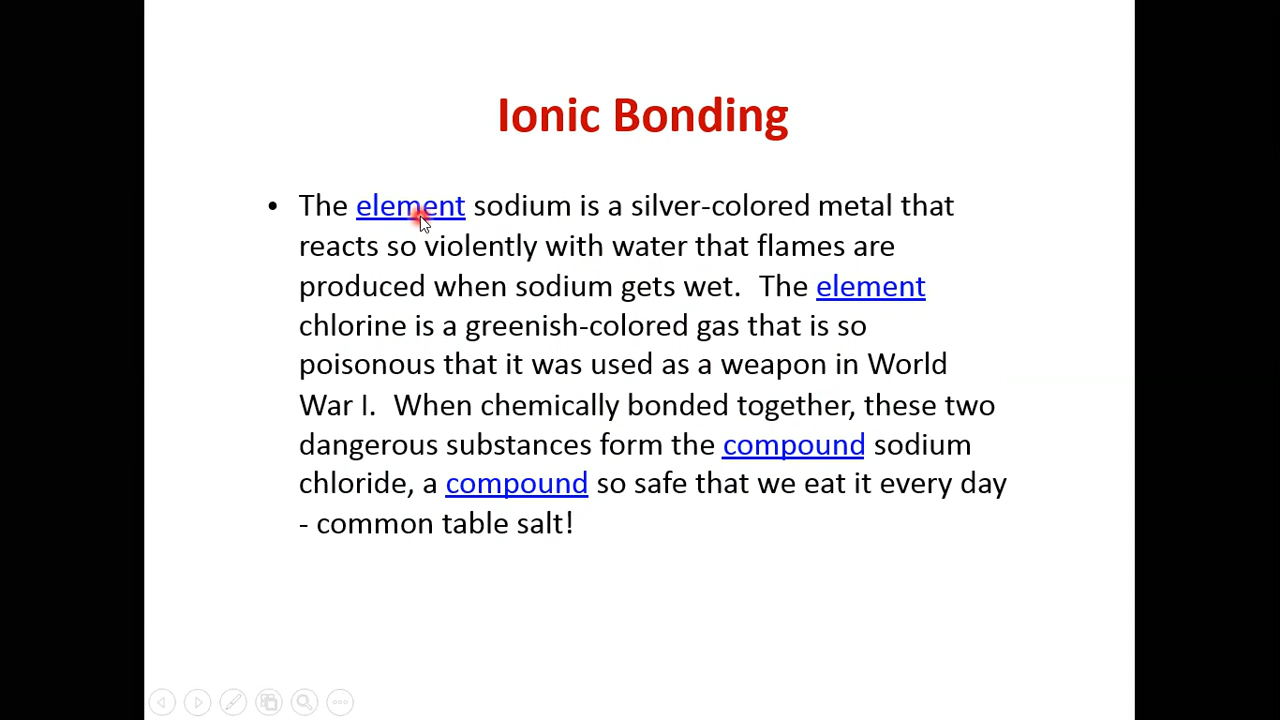 Ionic Bonding
• The element sodium is a silver-colored metal that
reacts so violently with water that flames are
produced when sodium gets wet.  The element
chlorine is a greenish-colored gas that is so
poisonous that it was used as a weapon in World
War I.  When chemically bonded together, these two
dangerous substances form the compound sodium
chloride, a compound so safe that we eat it every day
- common table salt!